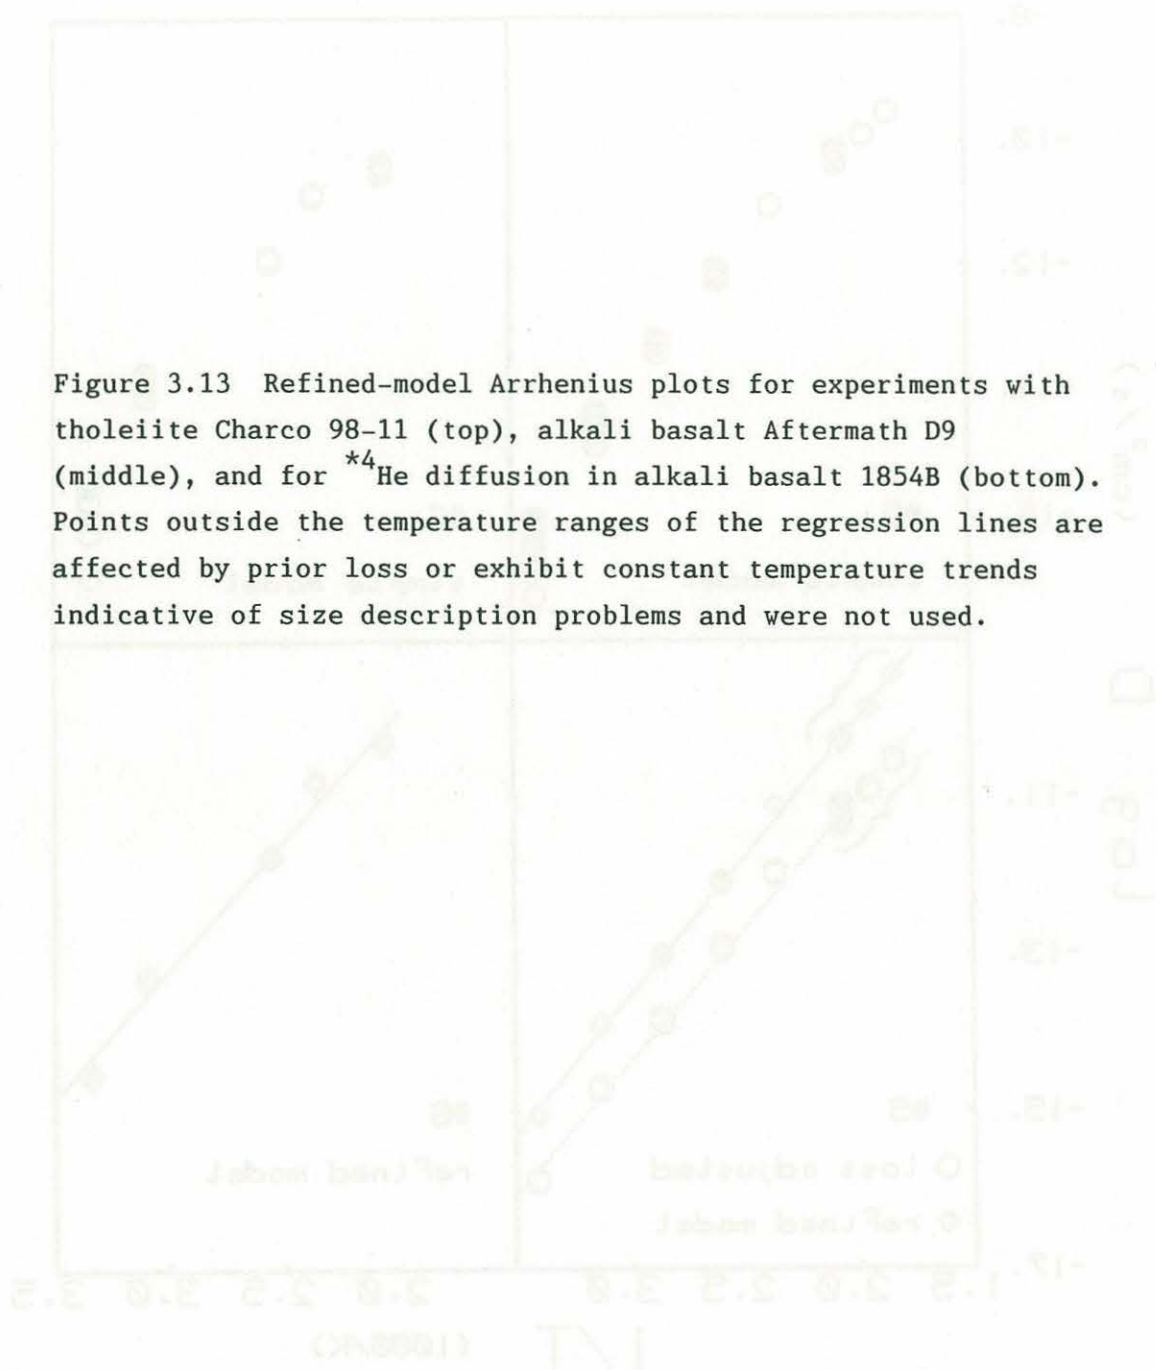 Figure 3.13  Refined-model Arrhenius plots for experiments with
tholeiite Charco 98-11 (top), alkali basalt Aftermath D9
(middle), and for *4He diffusion in alkali basalt 1854B (bottom).
Points outside the temperature ranges of the regression lines are
affected by prior loss or exhibit constant temperature trends
indicative of size description problems and were not used.